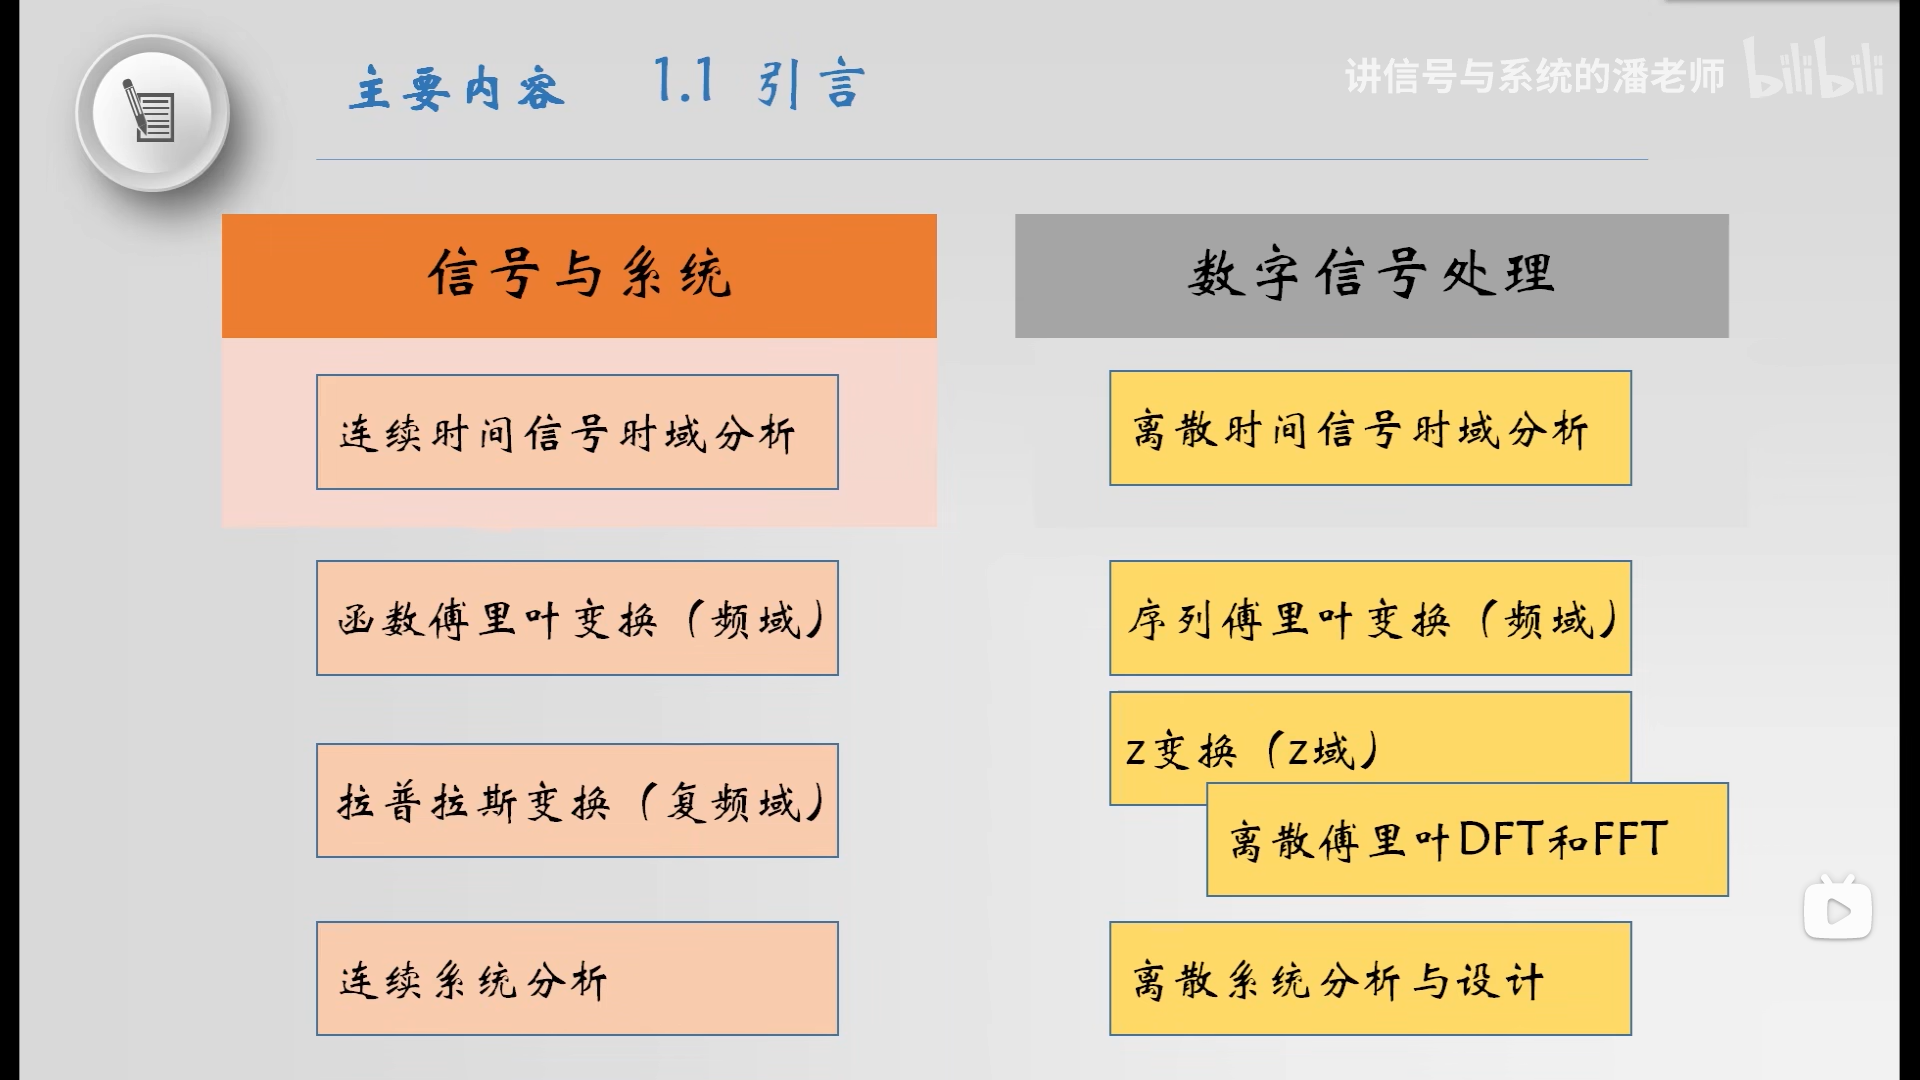 主要内容 1.1 引言
讲信号与系统的潘老师 bilibili
信号与系统
连续时间信号时域分析
函数傅里叶变换（频域）
拉普拉斯变换（复频域）
连续系统分析
数字信号处理
离散时间信号时域分析
序列傅里叶变换（频域）
z变换（z域）
离散傅里叶DFT和FFT
离散系统分析与设计